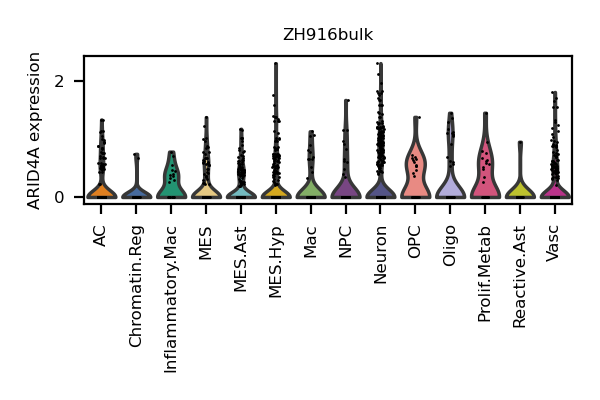 ZH916bulk
ARID4A expression
2
0
AC
Chromatin.Reg
Inflammatory.Mac
MES
MES.Ast
MES.Hyp
Mac
NPC
Neuron
OPC
Oligo
Prolif.Metab
Reactive.Ast
Vasc